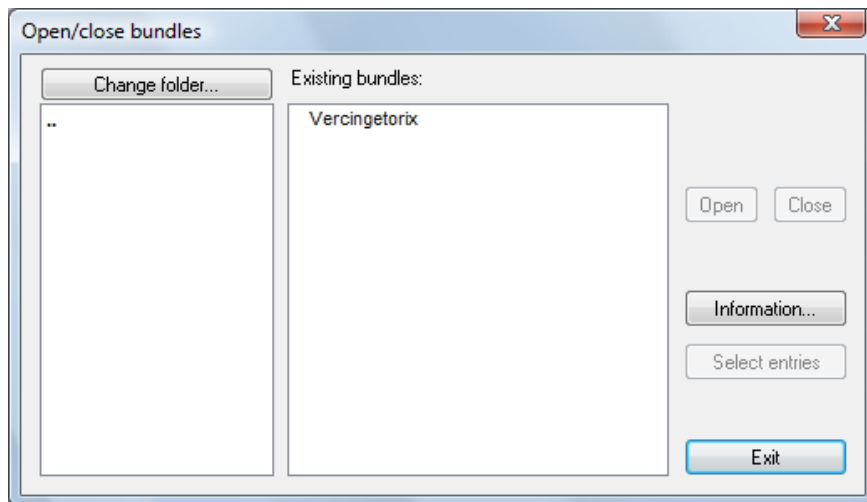 Open/close bundles
Change folder...
Existing bundles:
..
Vercingetorix
Open
Close
Information...
Select entries
Exit